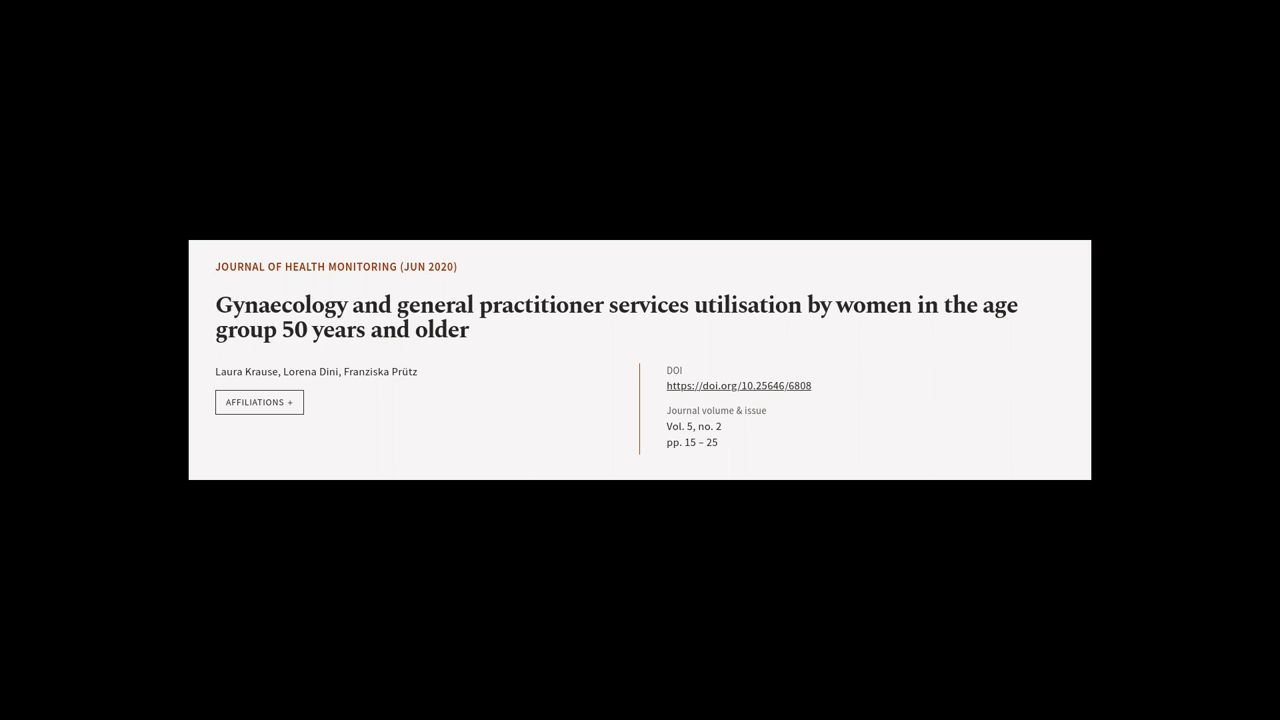 JOURNAL OF HEALTH MONITORING (JUN 2020)
Gynaecology and general practitioner services utilisation by women in the age
group 50 years and older
Laura Krause, Lorena Dini, Franziska Prütz
AFFILIATIONS +
DOI
https://doi.org/10.25646/6808
Journal volume & issue
Vol. 5, no. 2
pp. 15 – 25